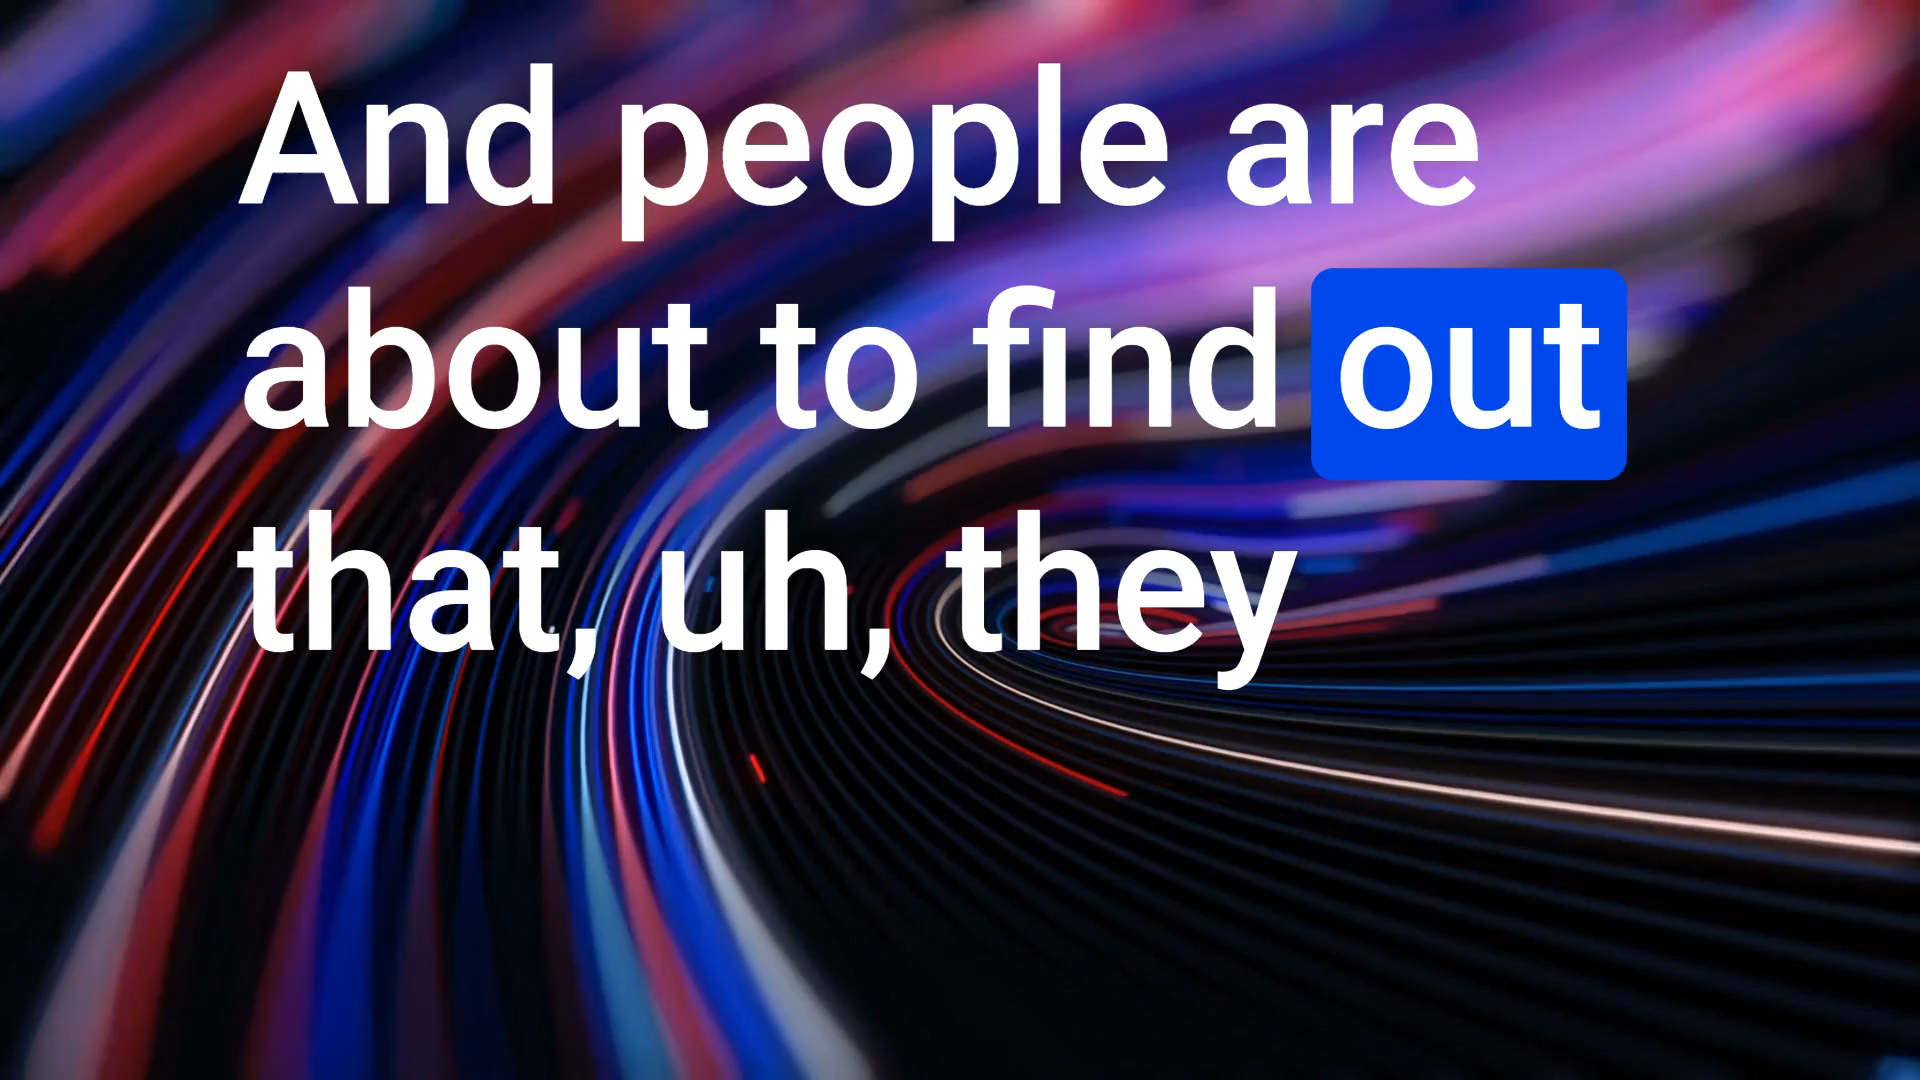 And people are
about to find out
that, uh, they